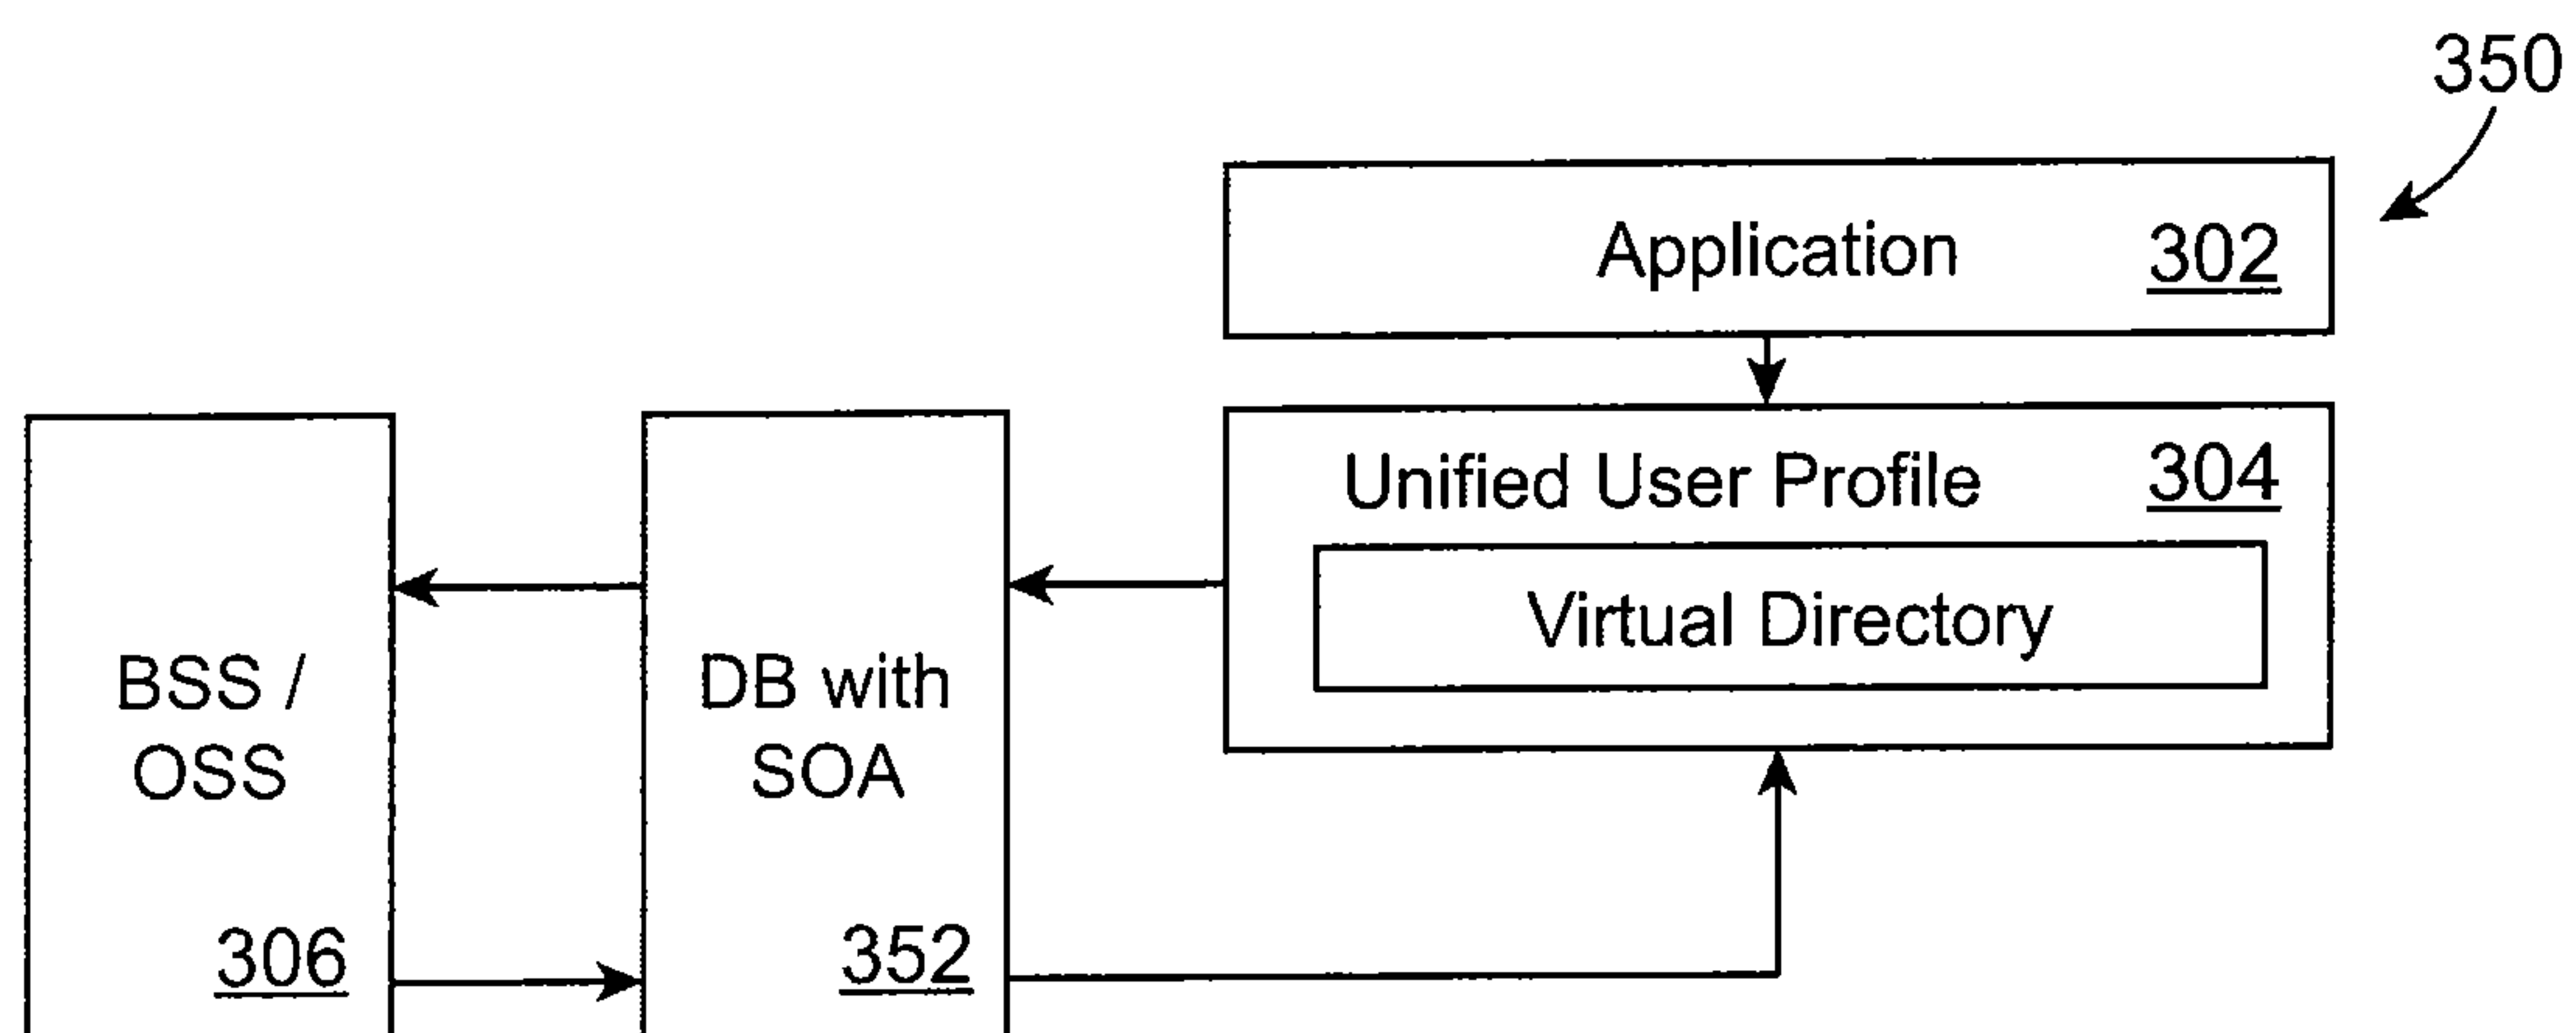 350
Application 302
Unified User Profile 304
Virtual Directory
BSS /
OSS
306
DB with
SOA
352